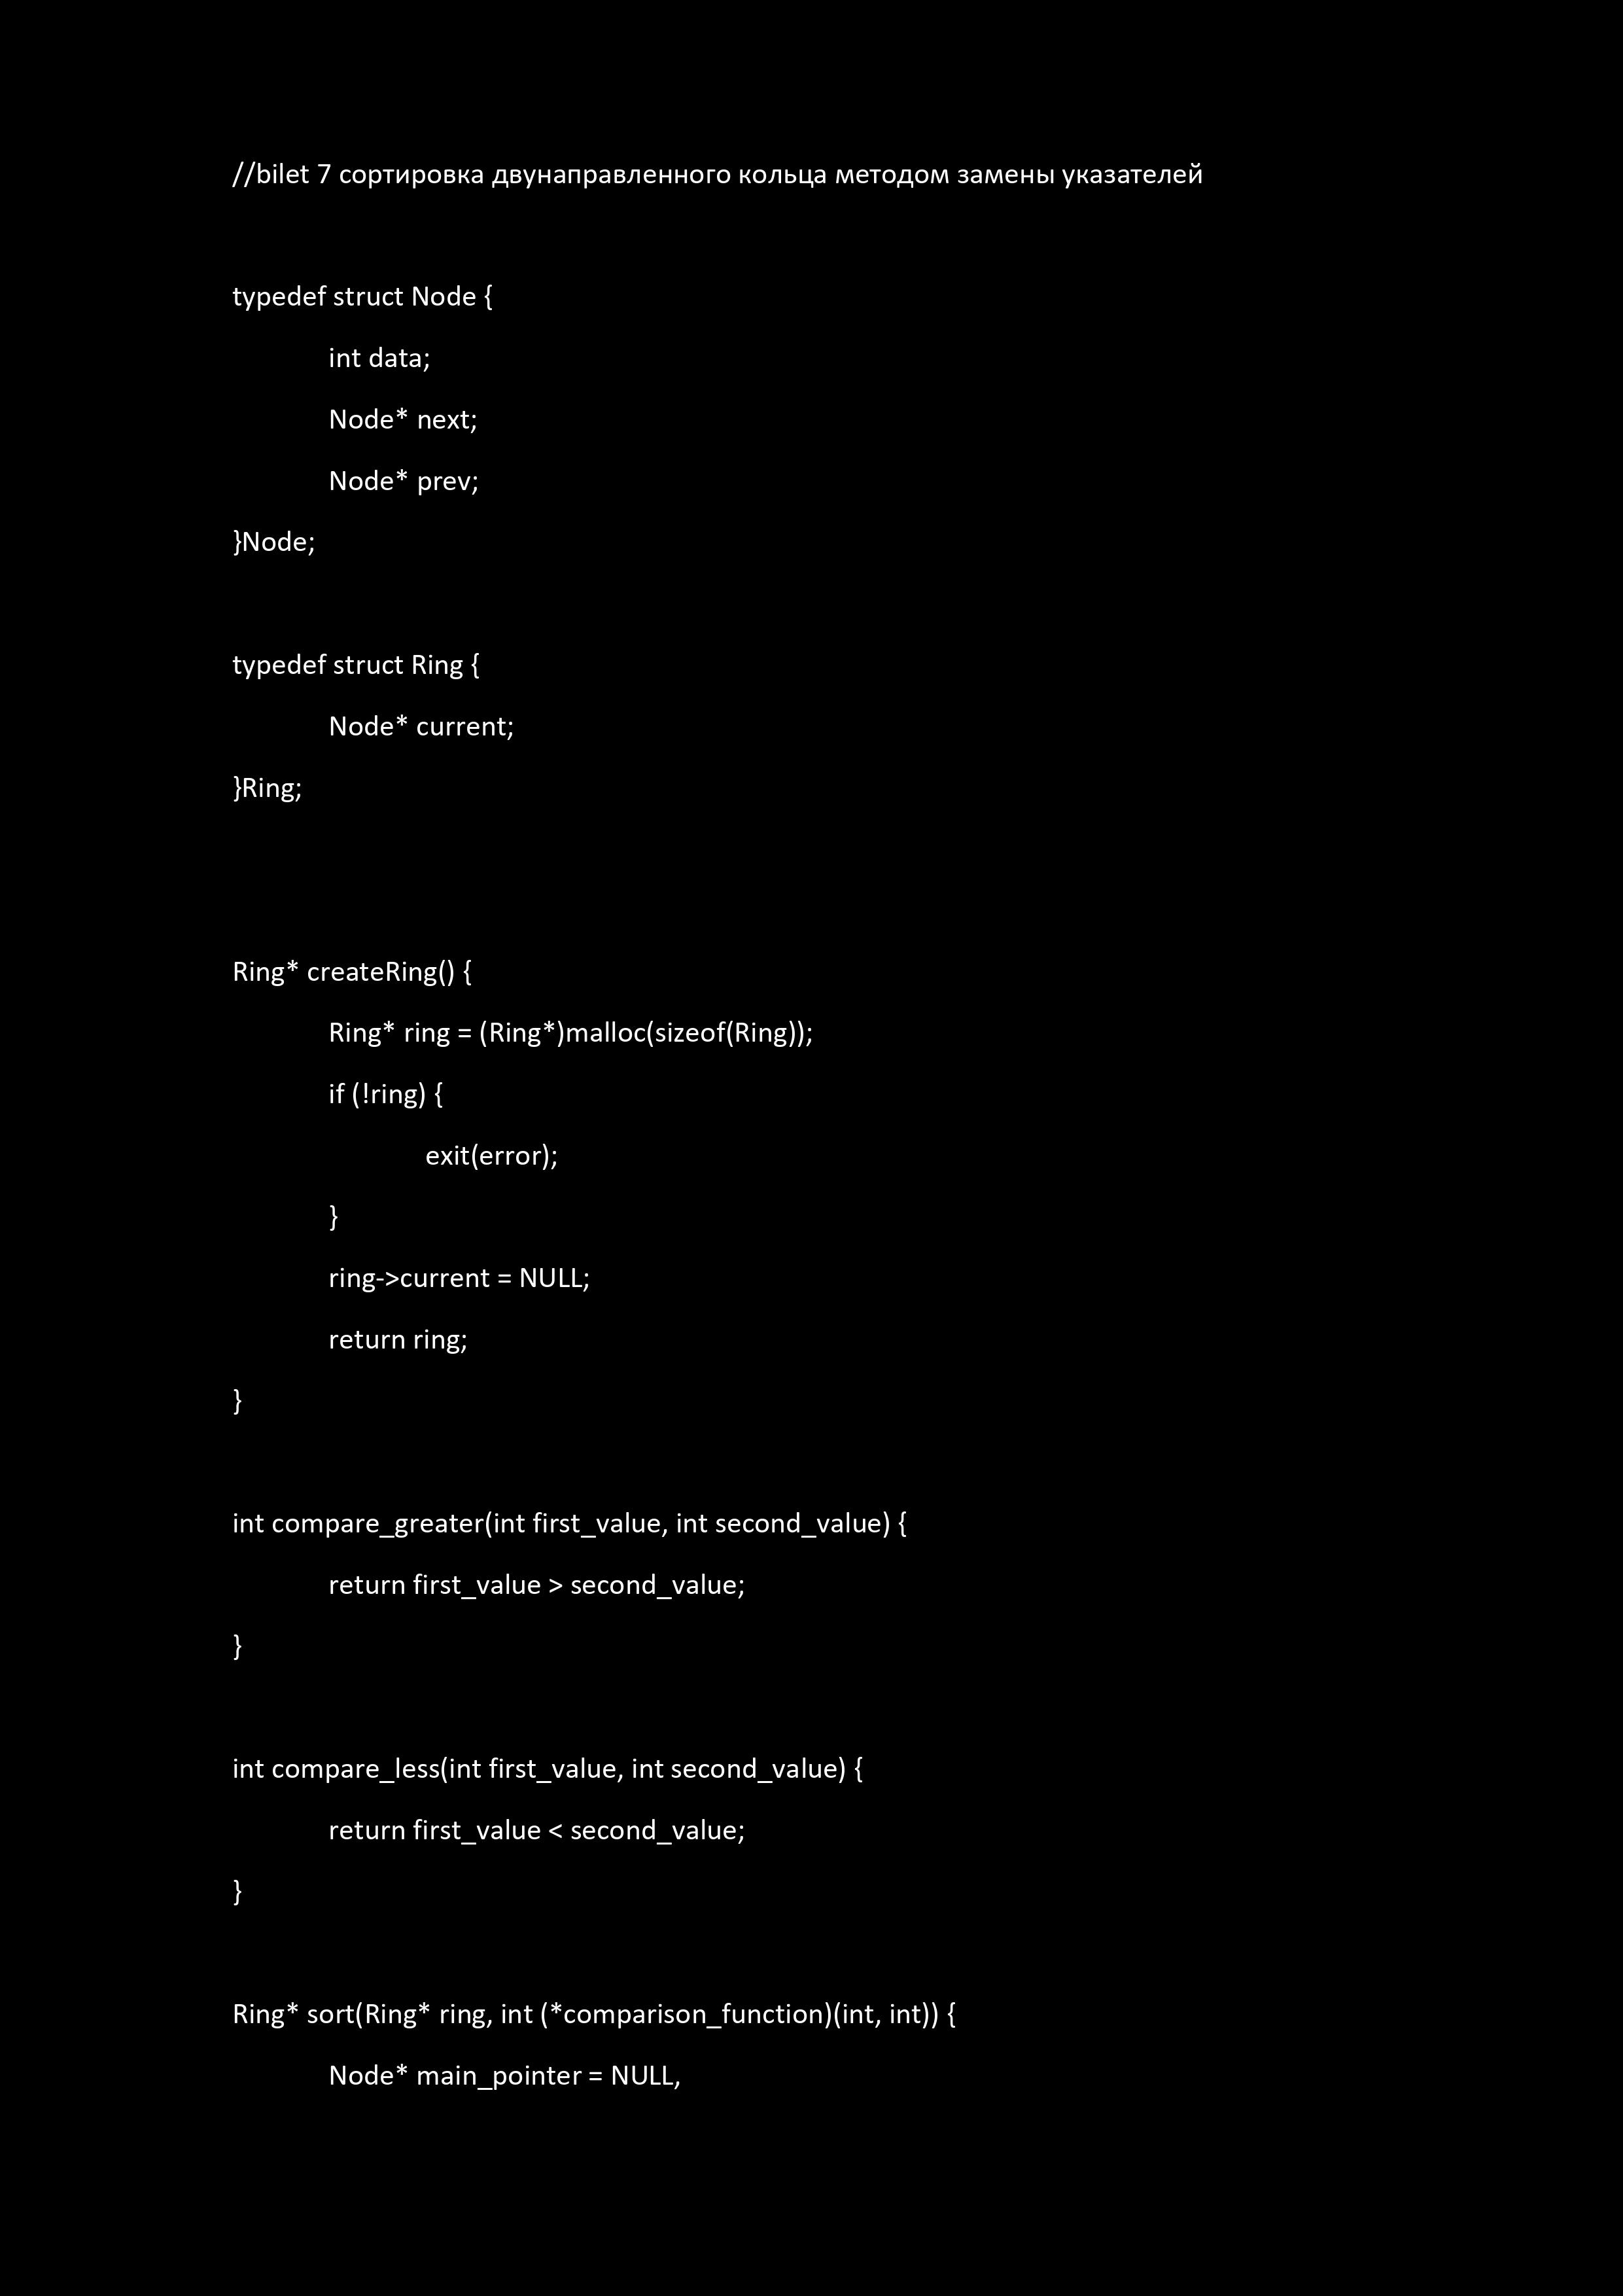 //bilet 7 сортировка двунаправленного кольца методом замены указателей
typedef struct Node {
int data;
Node* next;
Node* prev;
}Node;
typedef struct Ring {
Node* current;
}Ring;
Ring* createRing() {
Ring* ring = (Ring*)malloc(sizeof(Ring));
if (!ring) {
exit(error);
}
ring->current = NULL;
return ring;
}
int compare_greater(int first_value, int second_value) {
return first_value > second_value;
}
int compare_less(int first_value, int second_value) {
return first_value < second_value;
}
Ring* sort(Ring* ring, int (*comparison_function)(int, int)) {
Node* main_pointer = NULL,